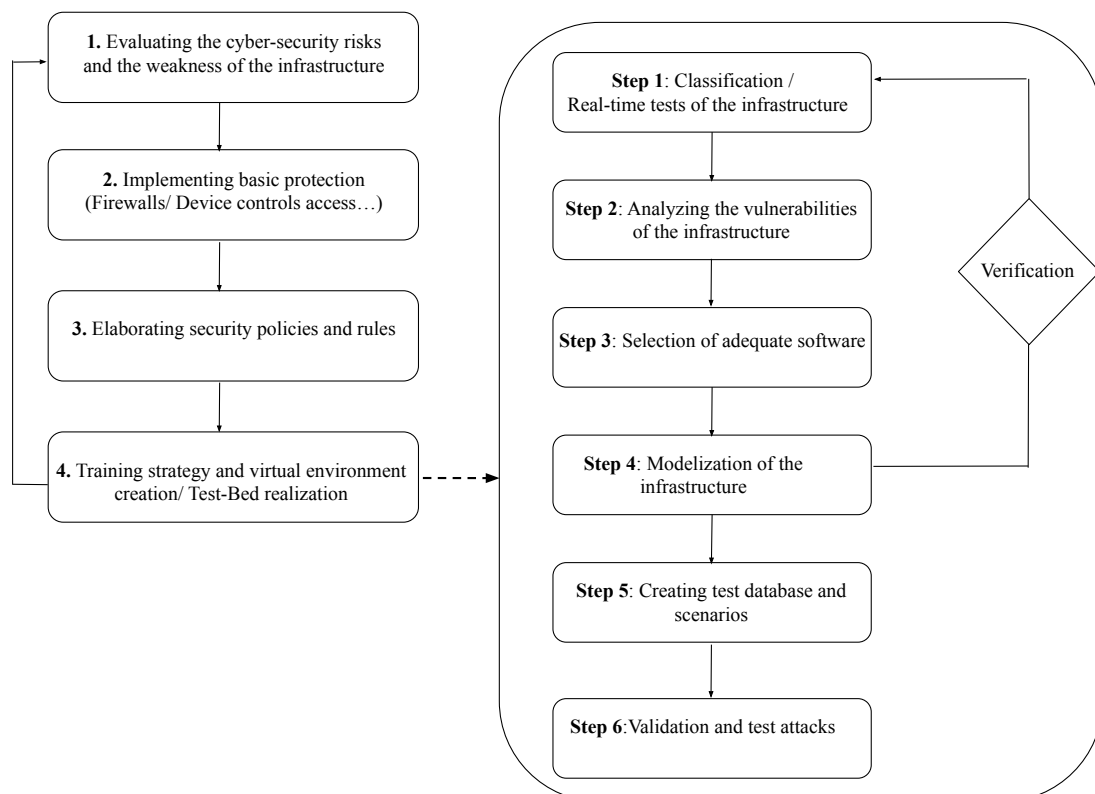 1. Evaluating the cyber-security risks
and the weakness of the infrastructure
2. Implementing basic protection
(Firewalls/ Device controls access…)
3. Elaborating security policies and rules
4. Training strategy and virtual environment
creation/ Test-Bed realization
Step 1: Classification /
Real-time tests of the infrastructure
Step 2: Analyzing the vulnerabilities
of the infrastructure
Step 3: Selection of adequate software
Step 4: Modelization of the
infrastructure
Step 5: Creating test database and
scenarios
Step 6:Validation and test attacks
Verification